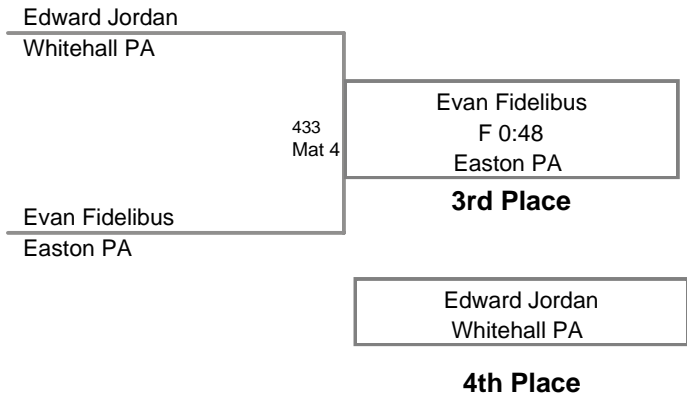 Edward Jordan
Whitehall PA
433
Mat 4
Evan Fidelibus
F 0:48
Easton PA
3rd Place
Evan Fidelibus
Easton PA
Edward Jordan
Whitehall PA
4th Place